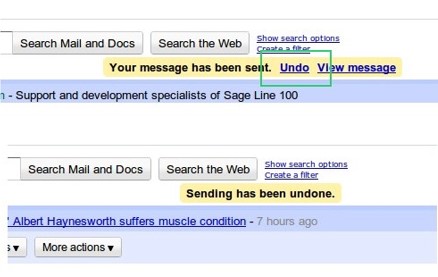 Search Mail and Docs Search the Web Show search options
Create a filter
Your message has been sent. Undo View message
- Support and development specialists of Sage Line 100
Search Mail and Docs Search the Web Show search options
Create a filter
Sending has been undone.
Albert Haynesworth suffers muscle condition - 7 hours ago
s ▾ More actions ▾